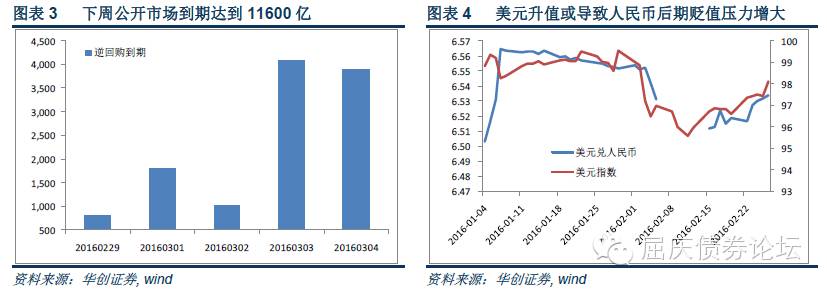 图表 3 下周公开市场到期达到 11600 亿
逆回购到期
4,500
4,000
3,500
3,000
2,500
2,000
1,500
1,000
500
20160229 20160301 20160302 20160303 20160304
资料来源：华创证券, wind
图表 4 美元升值或导致人民币后期贬值压力增大
6.57
6.56
6.55
6.54
6.53
6.52
6.51
6.50
6.49
6.48
6.47
100
99
98
97
96
95
94
93
美元兑人民币
美元指数
2016-01-04 2016-01-11 2016-01-18 2016-01-25 2016-02-01 2016-02-08 2016-02-15 2016-02-22
屈庆债券论坛
资料来源：华创证券, wind